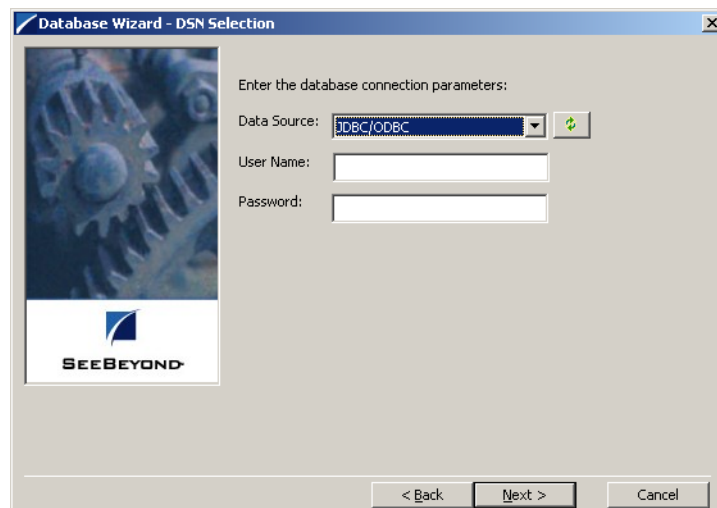 Database Wizard - DSN Selection
Enter the database connection parameters:
Data Source: JDBC/ODBC
User Name:
Password:
SEEBEYOND
< Back Next > Cancel